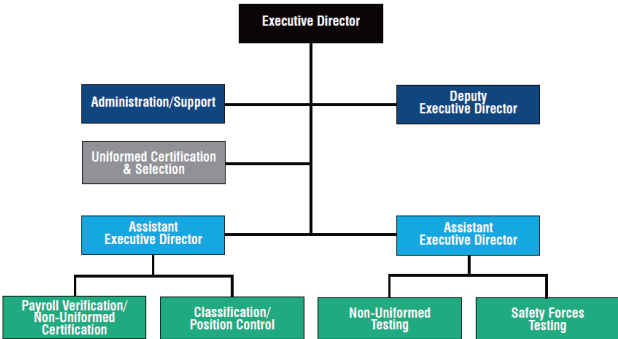 Executive Director
Administration/Support
Deputy
Executive Director
Uniformed Certification
& Selection
Assistant
Executive Director
Assistant
Executive Director
Payroll Verification/
Non-Uniformed
Certification
Classification/
Position Control
Non-Uniformed
Testing
Safety Forces
Testing